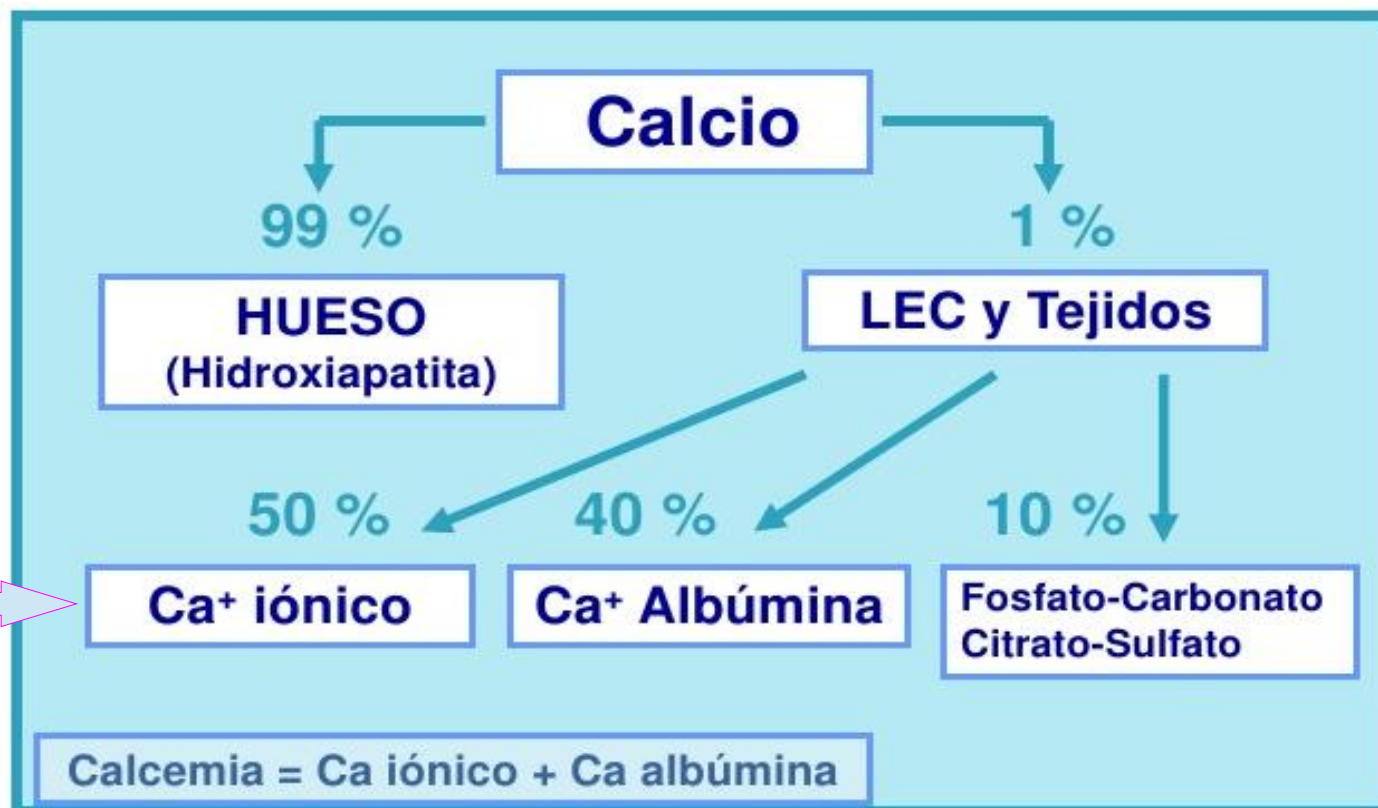 Calcio
99 %
1 %
HUESO
(Hidroxiapatita)
LEC y Tejidos
50 %
40 %
10 %
Ca⁺ iónico
Ca⁺ Albúmina
Fosfato-Carbonato
Citrato-Sulfato
Calcemia = Ca iónico + Ca albúmina